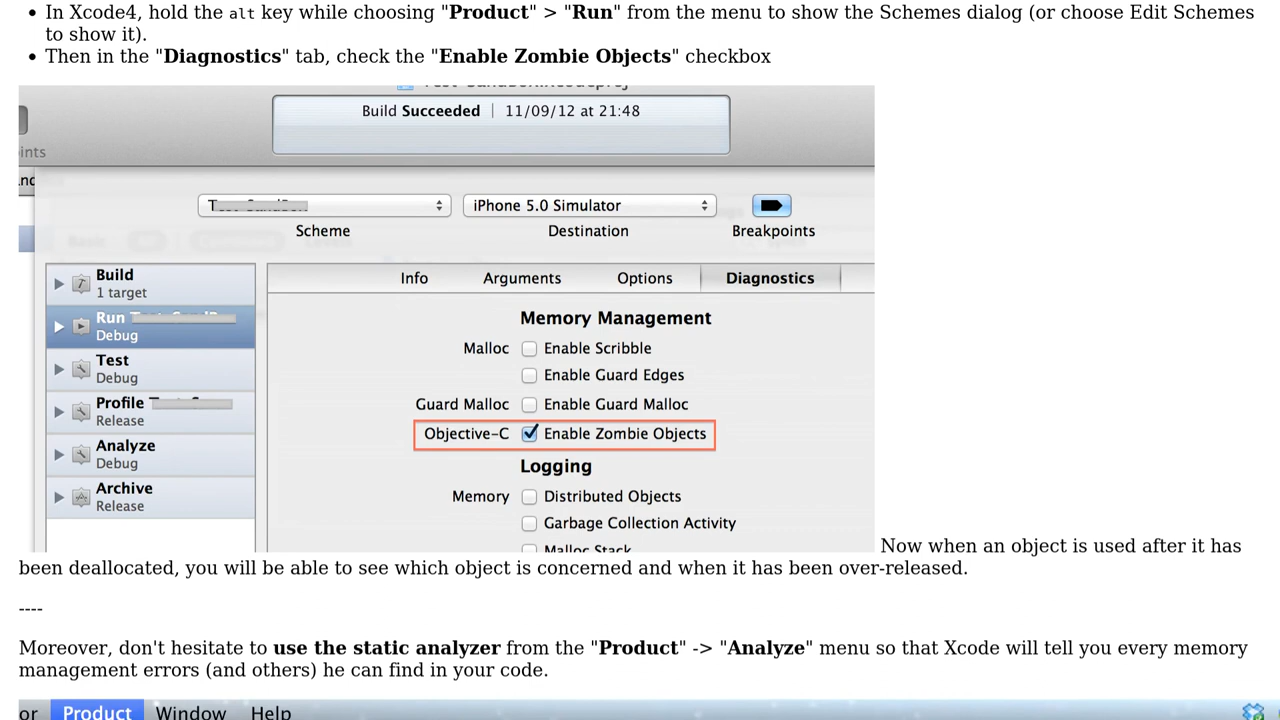 • In Xcode4, hold the alt key while choosing "Product" > "Run" from the menu to show the Schemes dialog (or choose Edit Schemes
to show it).
• Then in the "Diagnostics" tab, check the "Enable Zombie Objects" checkbox
Build Succeeded | 11/09/12 at 21:48
ints
iPhone 5.0 Simulator
Scheme Destination Breakpoints
Build
1 target
Info Arguments Options Diagnostics
Run
Debug
Memory Management
Malloc Enable Scribble
Test
Debug
Enable Guard Edges
Profile
Release
Guard Malloc Enable Guard Malloc
Objective-C Enable Zombie Objects
Analyze
Debug
Logging
Archive
Release
Memory Distributed Objects
Garbage Collection Activity
Malloc Stack
Now when an object is used after it has
been deallocated, you will be able to see which object is concerned and when it has been over-released.
----
Moreover, don't hesitate to use the static analyzer from the "Product" -> "Analyze" menu so that Xcode will tell you every memory
management errors (and others) he can find in your code.
or Product Window Help